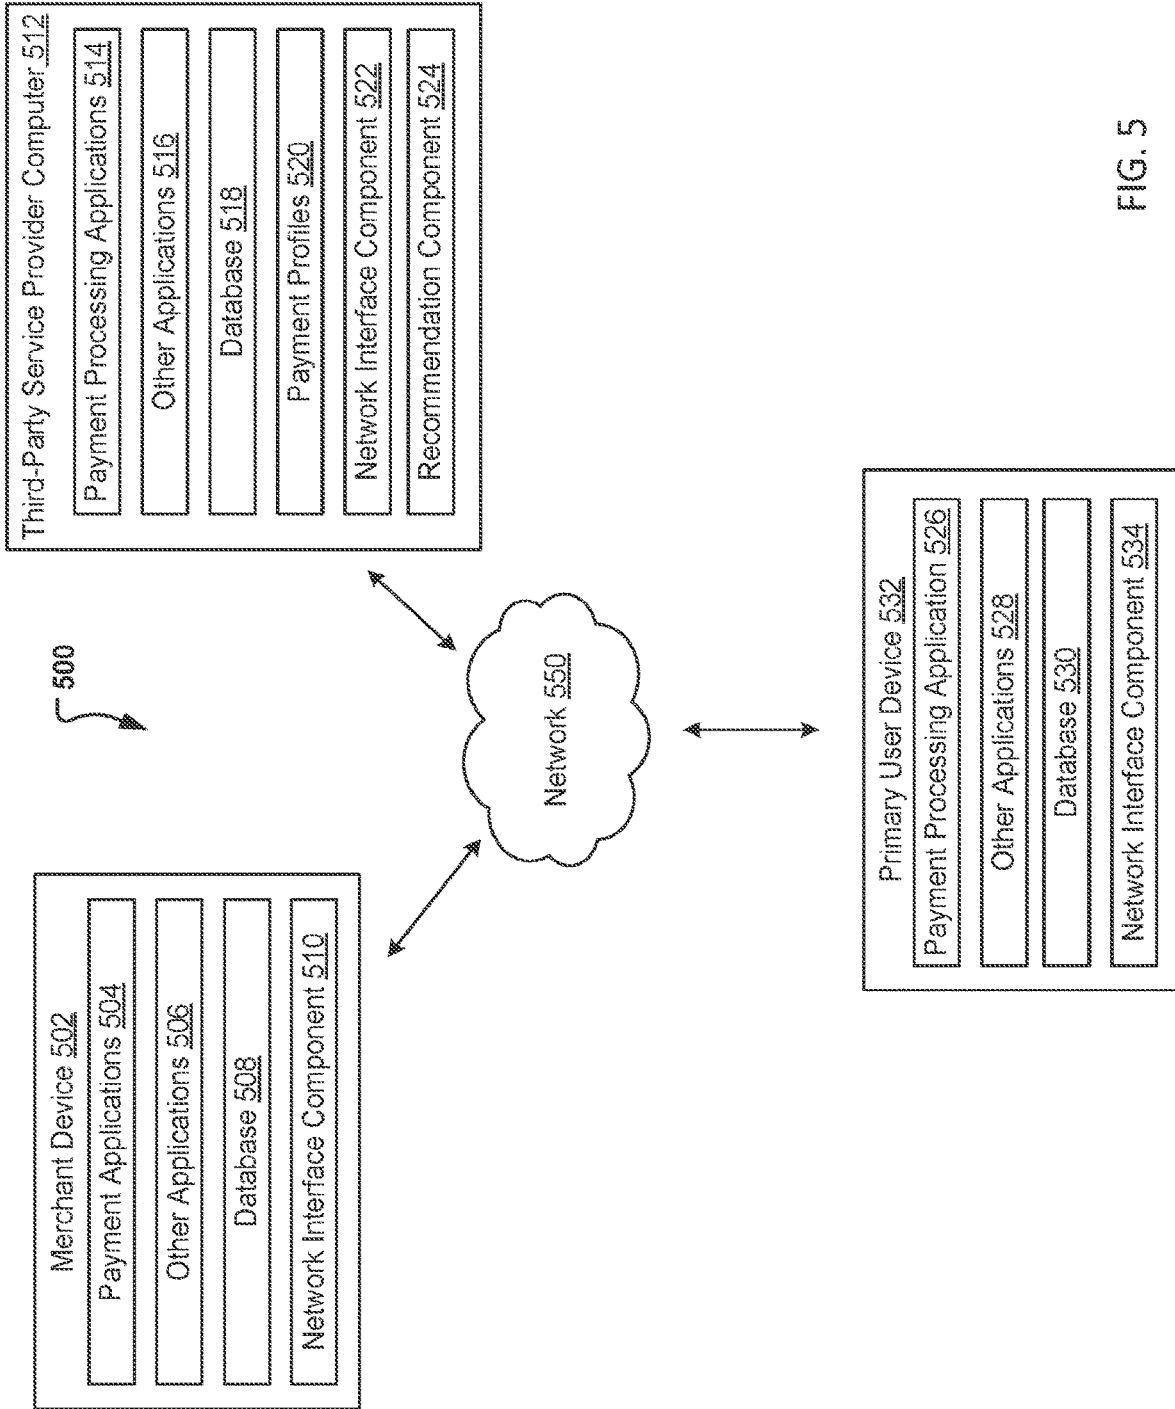 500
Merchant Device 502
Payment Applications 504
Other Applications 506
Database 508
Network Interface Component 510
Third-Party Service Provider Computer 512
Payment Processing Applications 514
Other Applications 516
Database 518
Payment Profiles 520
Network Interface Component 522
Recommendation Component 524
Network 550
Primary User Device 532
Payment Processing Application 526
Other Applications 528
Database 530
Network Interface Component 534
FIG. 5